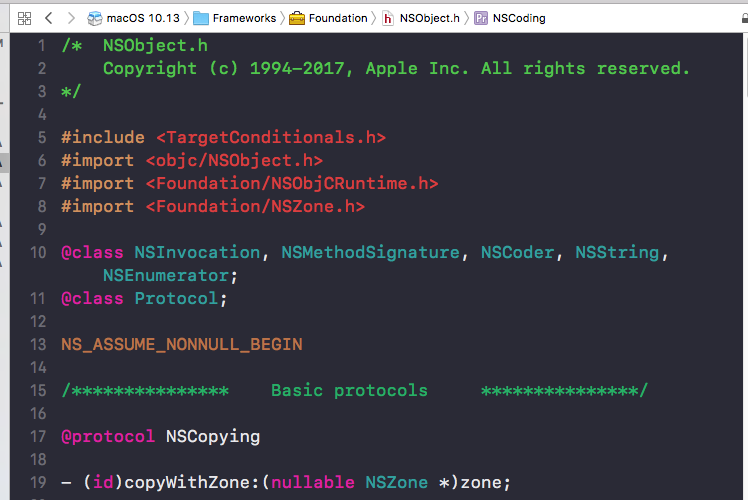 macOS 10.13 Frameworks Foundation NSObject.h NSCoding
1 /*  NSObject.h
2     Copyright (c) 1994-2017, Apple Inc. All rights reserved.
3 */
4
5 #include <TargetConditionals.h>
6 #import <objc/NSObject.h>
7 #import <Foundation/NSObjCRuntime.h>
8 #import <Foundation/NSZone.h>
9
10 @class NSInvocation, NSMethodSignature, NSCoder, NSString,
NSEnumerator;
11 @class Protocol;
12
13 NS_ASSUME_NONNULL_BEGIN
14
15 /***************    Basic protocols     ***************/
16
17 @protocol NSCopying
18
19 - (id)copyWithZone:(nullable NSZone *)zone;